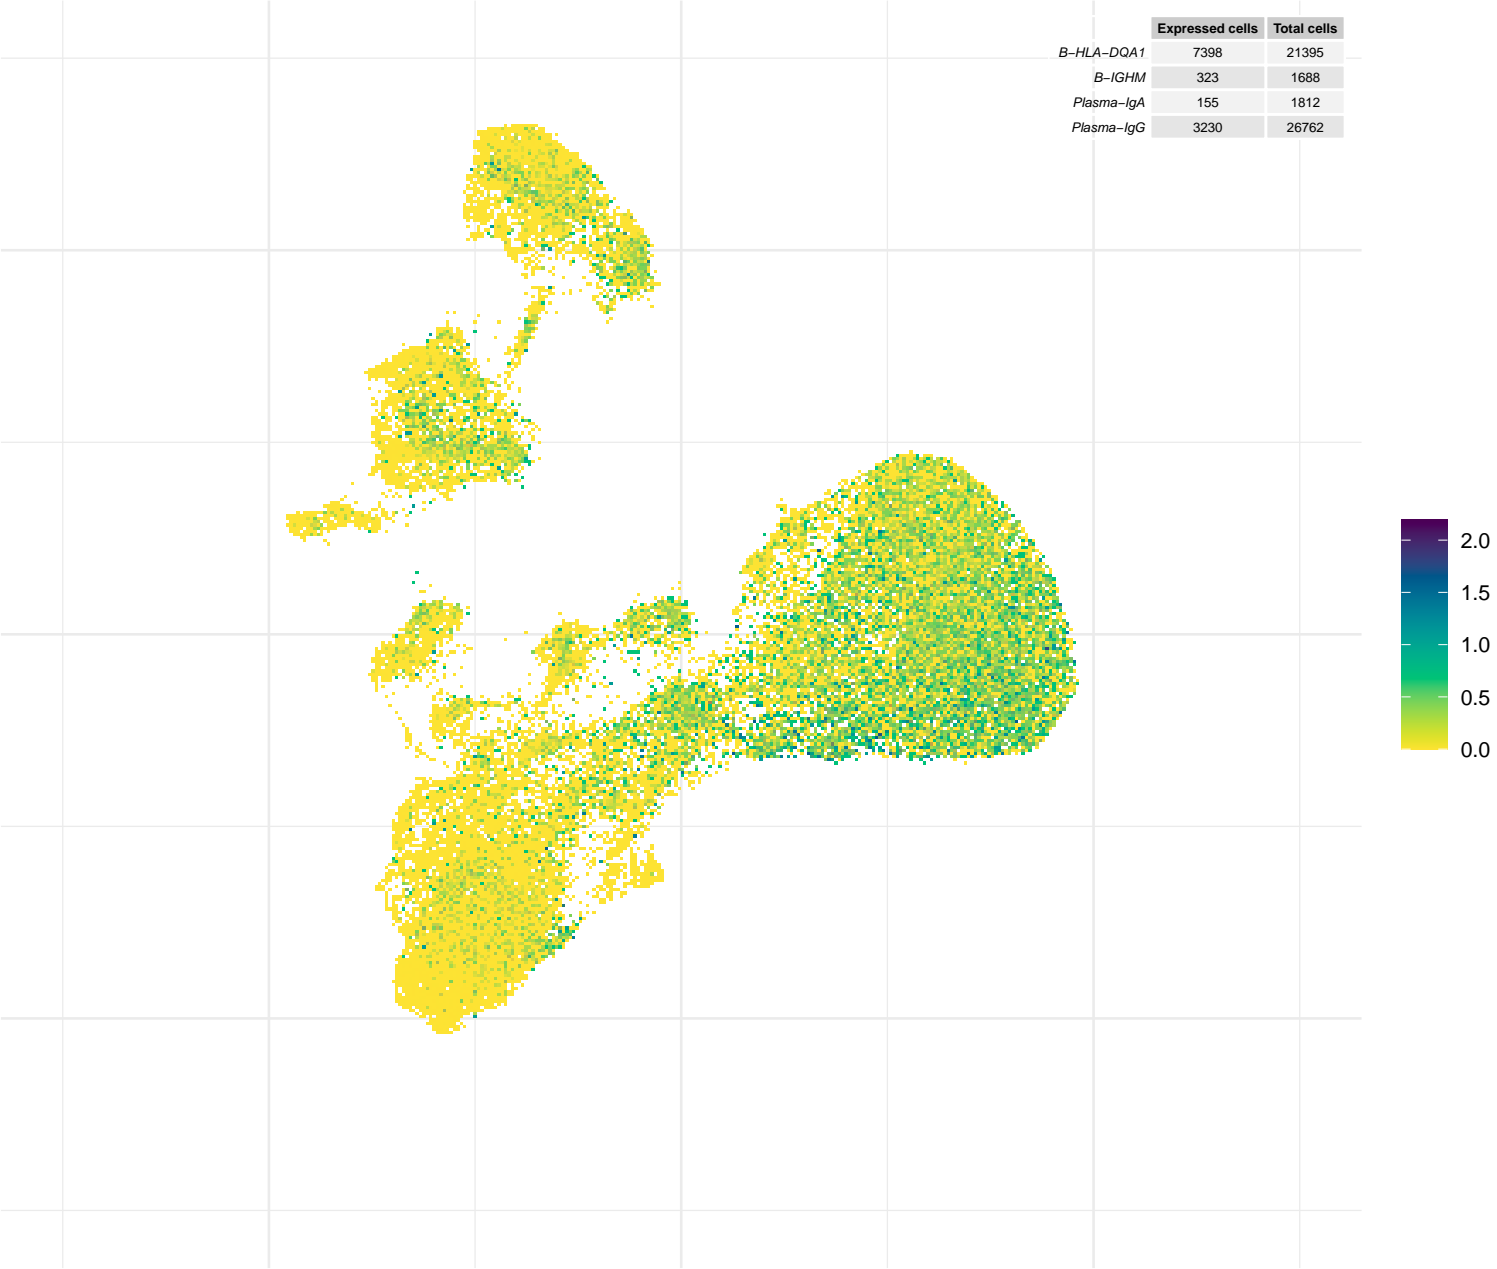 Expressed cells Total cells
B−HLA−DQA1 7398 21395
B−IGHM 323 1688
Plasma−IgA 155 1812
Plasma−IgG 3230 26762
2.0
1.5
1.0
0.5
0.0